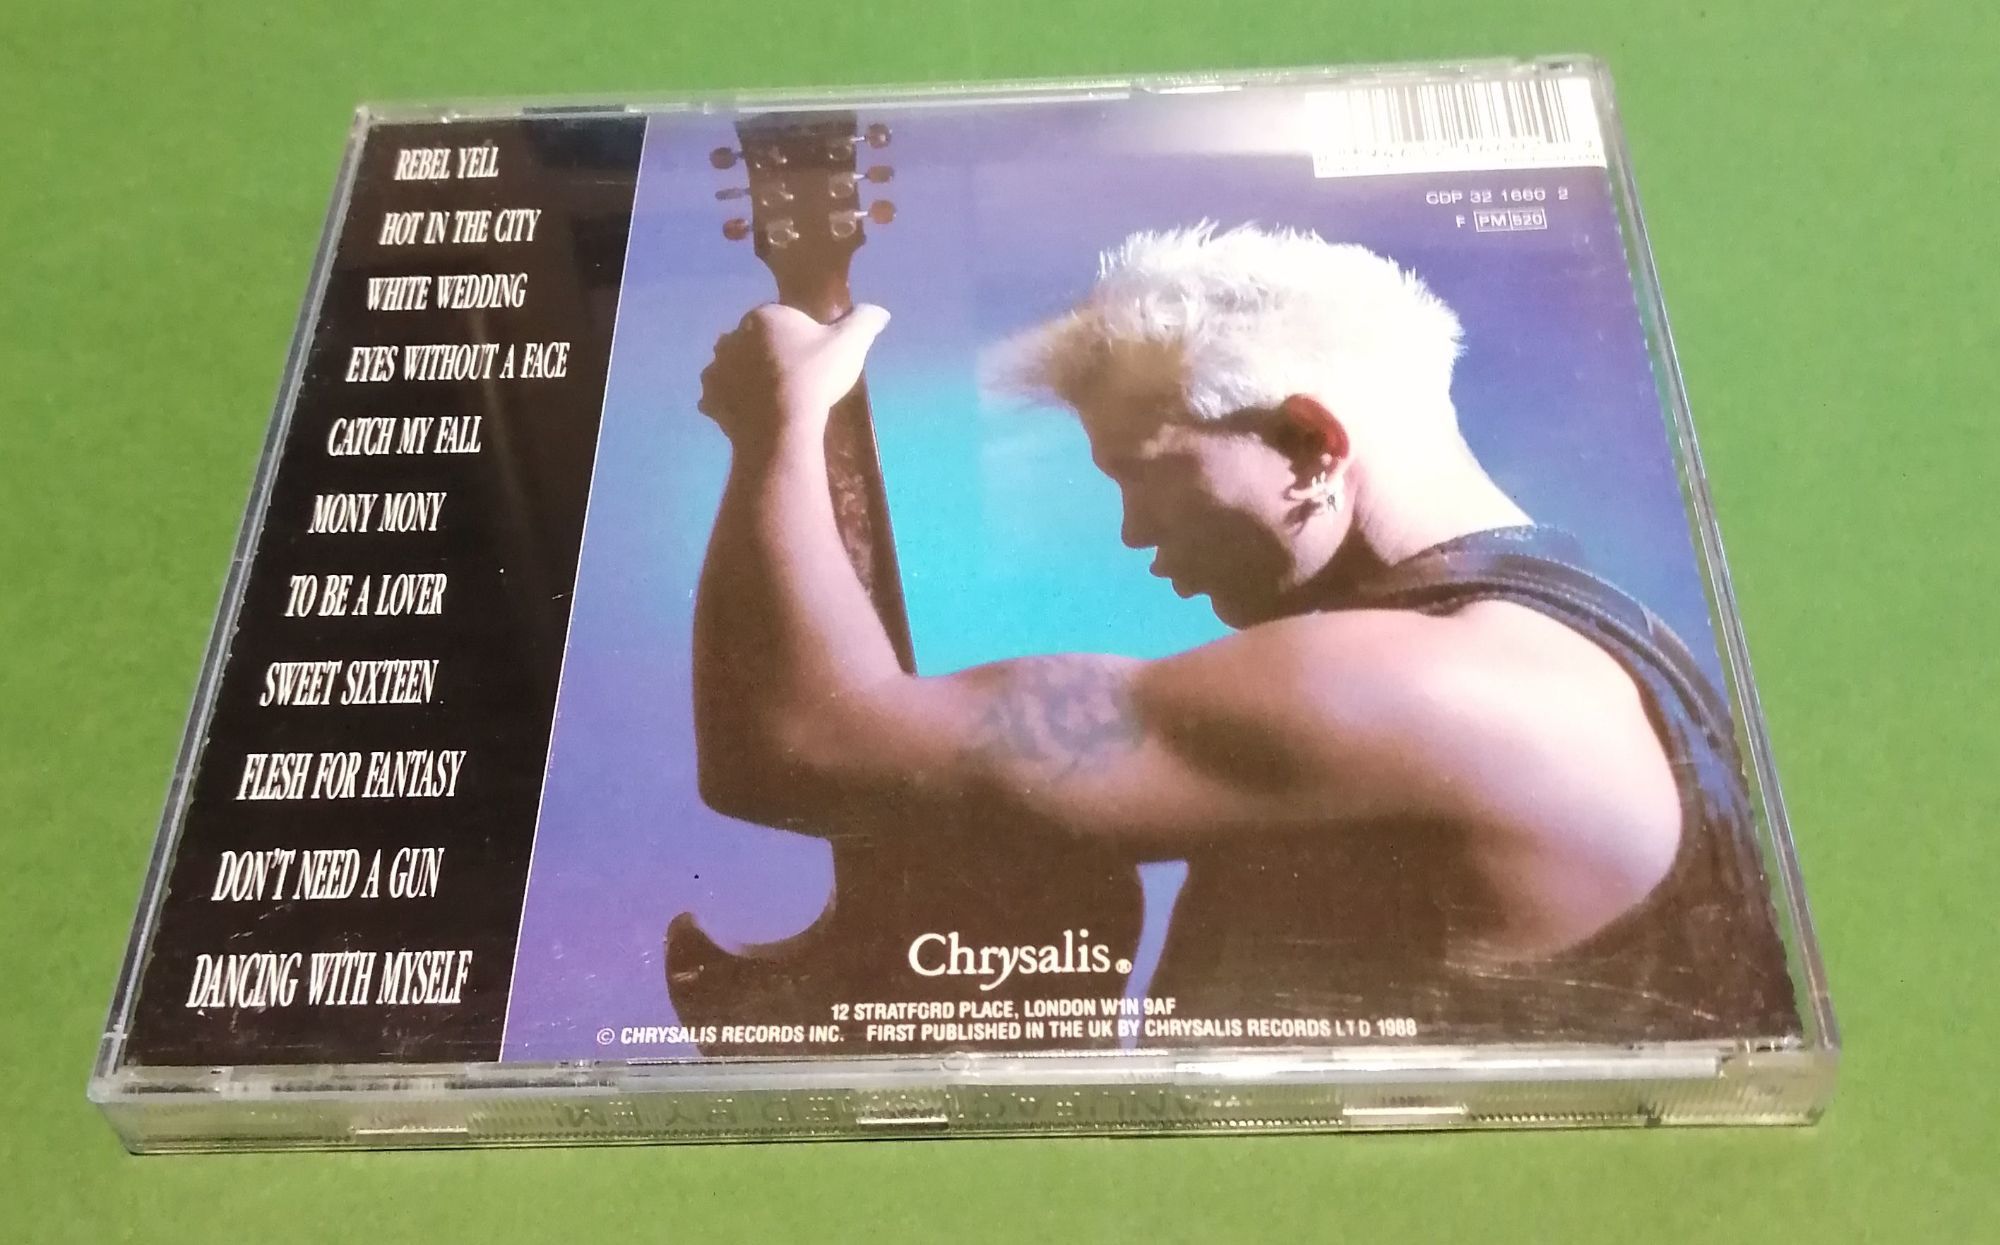 REBEL YELL
HOT IN THE CITY
WHITE WEDDING
EYES WITHOUT A FACE
CATCH MY FALL
MONY MONY
TO BE A LOVER
SWEET SIXTEEN
FLESH FOR FANTASY
DON'T NEED A GUN
DANCING WITH MYSELF
CDP 32 1660 2
F PM 520
Chrysalis®
12 STRATFORD PLACE, LONDON W1N 9AF
© CHRYSALIS RECORDS INC. FIRST PUBLISHED IN THE UK BY CHRYSALIS RECORDS LTD 1988